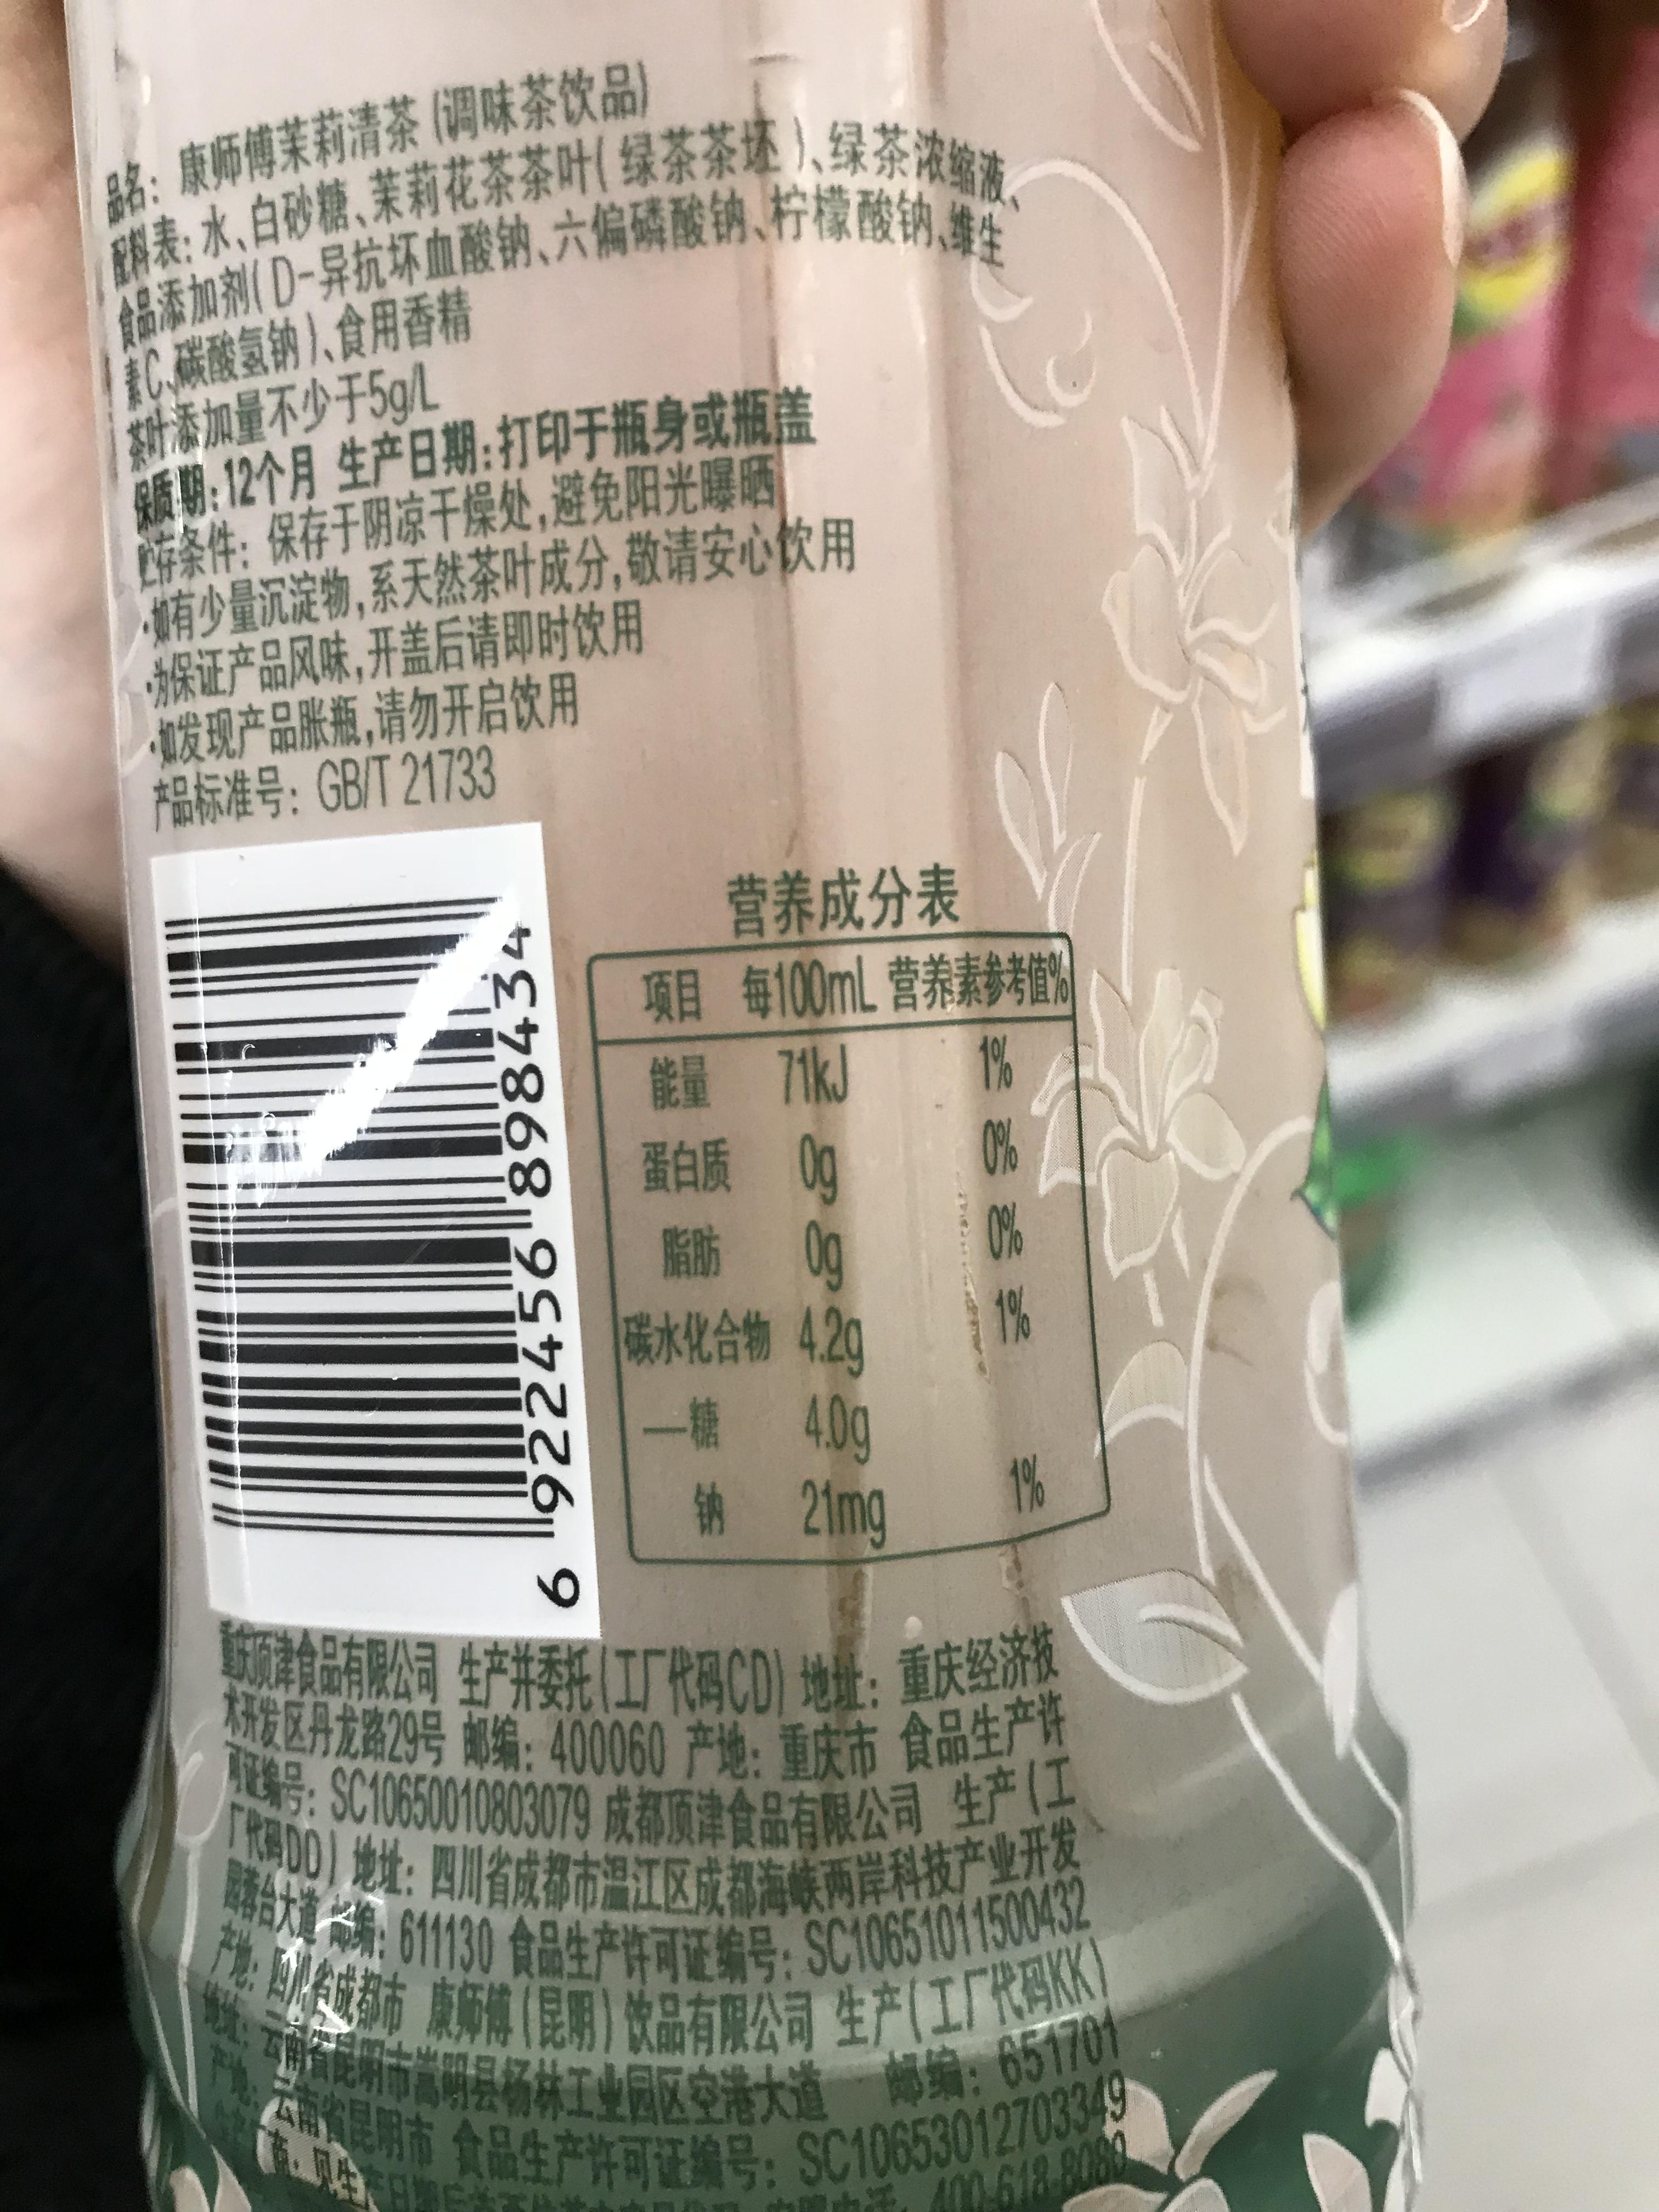 品名：康师傅茉莉清茶（调味茶饮品）
配料表：水、白砂糖、茉莉花茶茶叶（绿茶茶坯）、绿茶浓缩液、
食品添加剂（D-异抗坏血酸钠、六偏磷酸钠、柠檬酸钠、维生
素C、碳酸氢钠）、食用香精
茶叶添加量不少于5g/L
保质期：12个月 生产日期：打印于瓶身或瓶盖
贮存条件：保存于阴凉干燥处，避免阳光曝晒
·如有少量沉淀物，系天然茶叶成分，敬请安心饮用
·为保证产品风味，开盖后请即时饮用
·如发现产品胀瓶，请勿开启饮用
产品标准号：GB/T 21733
6 922456 898434
营养成分表
项目 每100mL 营养素参考值%
能量 71kJ 1%
蛋白质 0g 0%
脂肪 0g 0%
碳水化合物 4.2g 1%
—糖 4.0g
钠 21mg 1%
重庆顶津食品有限公司 生产并委托（工厂代码CD）地址：重庆经济技
术开发区丹龙路29号 邮编：400060 产地：重庆市 食品生产许
可证编号：SC10650010803079 成都顶津食品有限公司 生产（工
厂代码DD）地址：四川省成都市温江区成都海峡两岸科技产业开发
园蓉台大道 邮编：611130 食品生产许可证编号：SC10651011500432
产地：四川省成都市 康师傅（昆明）饮品有限公司 生产（工厂代码KK）
地址：云南省昆明市嵩明县杨林工业园区空港大道 邮编：651701
产地：云南省昆明市 食品生产许可证编号：SC10653012703349
生产 商：见生产日期后 400-618-8088